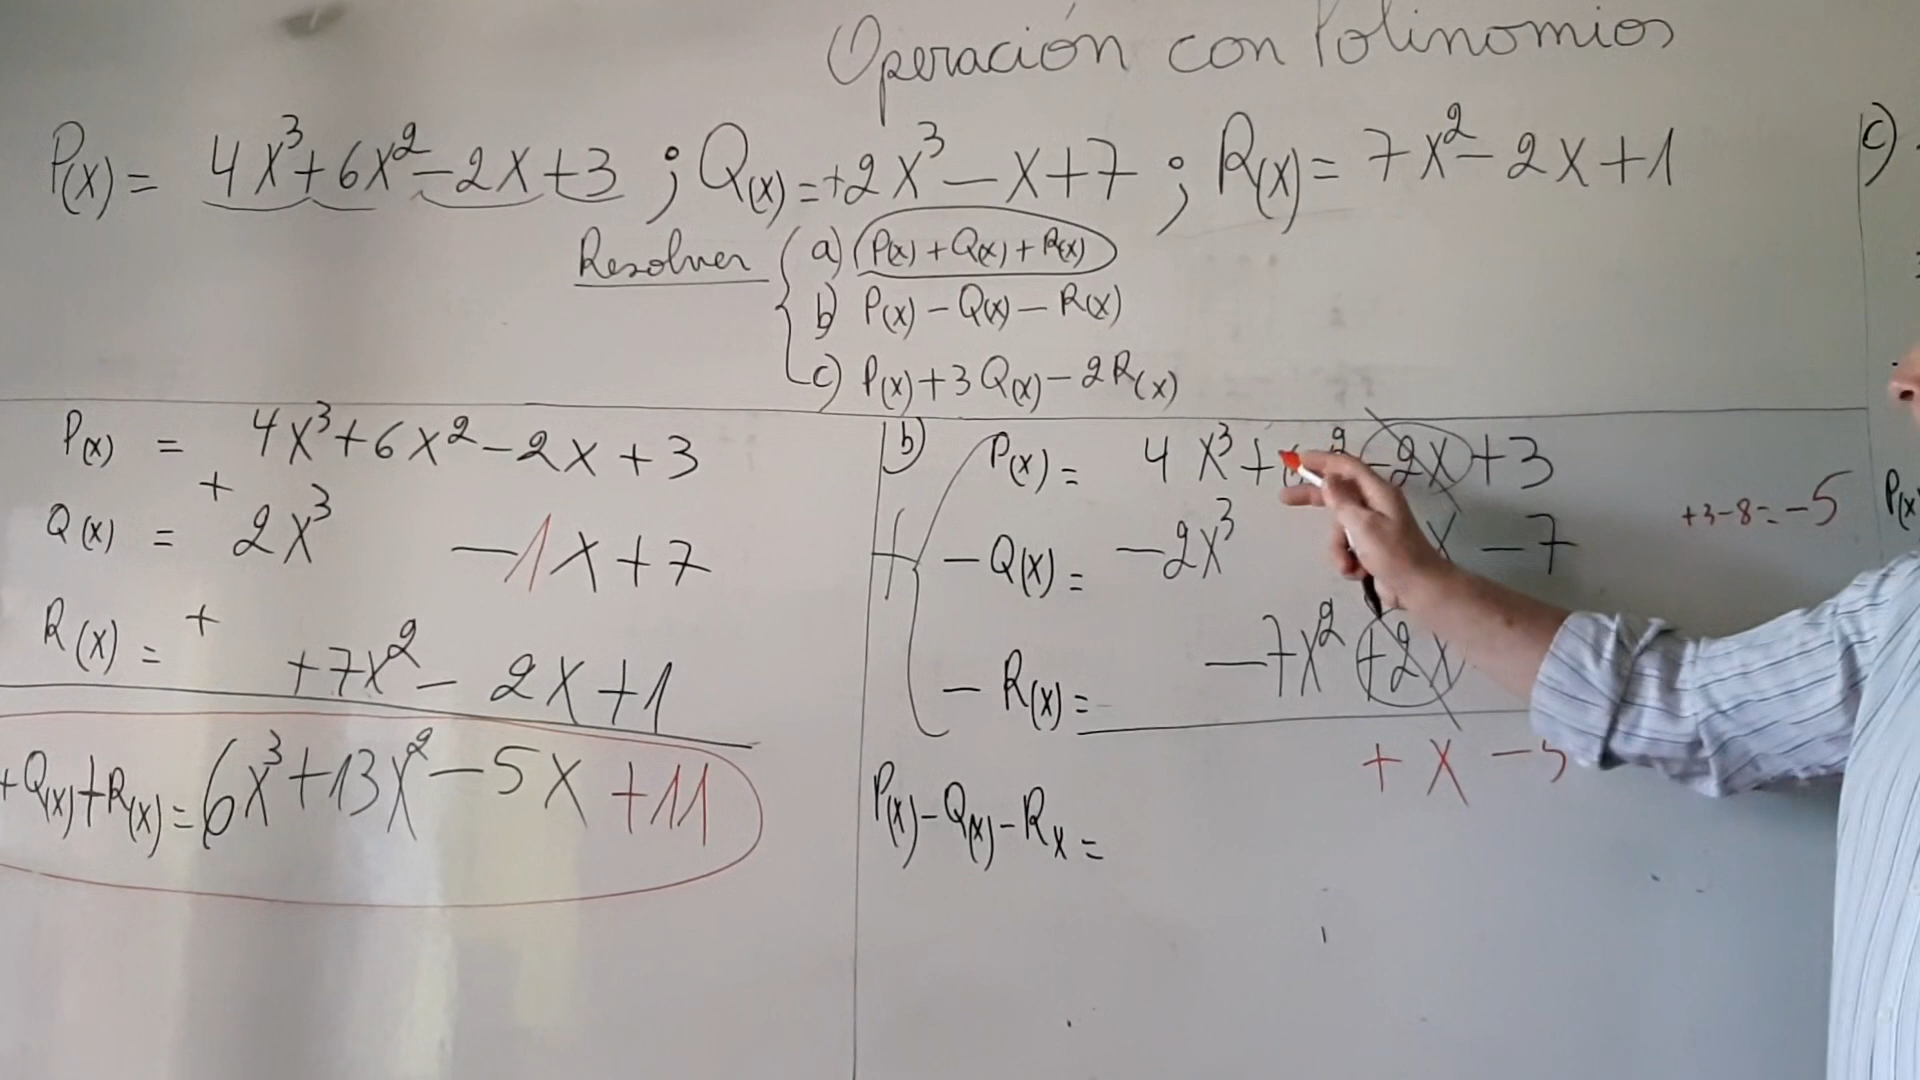 Operación con Polinomios
P(x) = 4x³+6x²-2x+3 ; Q(x)=+2x³-x+7 ; R(x)= 7x²-2x+1
c)
Resolver
a) P(x)+Q(x)+R(x)
b) P(x)-Q(x)-R(x)
c) P(x)+3Q(x)-2R(x)
P(x) = 4x³+6x²-2x+3
+
Q(x) = 2x³ -1x+7
+
R(x) = +7x²- 2x+1
+Q(x)+R(x)=6x³+13x²-5x+11
b) P(x)= 4x³+ -2x+3
+
-Q(x)= -2x³ x -7
-R(x)= -7x²+2x
+x -5
P(x)-Q(x)-Rx=
+3-8=-5
P(x